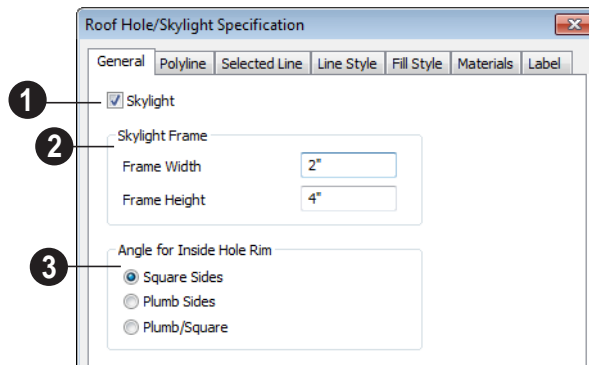 Roof Hole/Skylight Specification
General Polyline Selected Line Line Style Fill Style Materials Label
1 Skylight
2 Skylight Frame
Frame Width 2"
Frame Height 4"
Angle for Inside Hole Rim
3 Square Sides
Plumb Sides
Plumb/Square